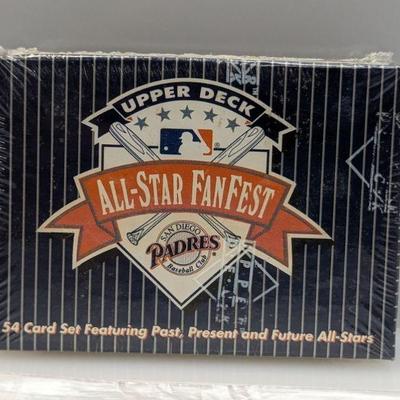 UPPER DECK
ALL-STAR FANFEST
SAN DIEGO
PADRES
Baseball Club
54 Card Set Featuring Past, Present and Future All-Stars